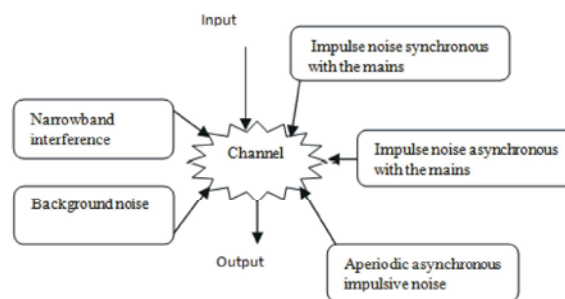 Input
Impulse noise synchronous
with the mains
Narrowband
interference
Channel
Impulse noise asynchronous
with the mains
Background noise
Output
Aperiodic asynchronous
impulsive noise